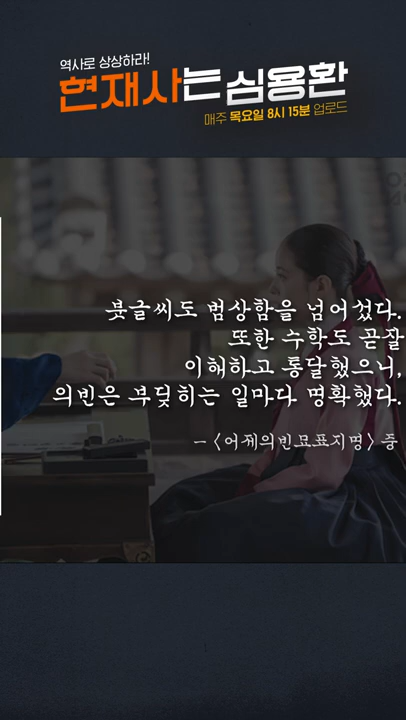 역사로 상상하라!
현재사는 심용환
매주 목요일 8시 15분 업로드
붓글씨도 범상함을 넘어섰다.
또한 수학도 곧잘
이해하고 통달했으니,
의빈은 부딪히는 일마다 명확했다.
- <어제의빈묘표지명> 중